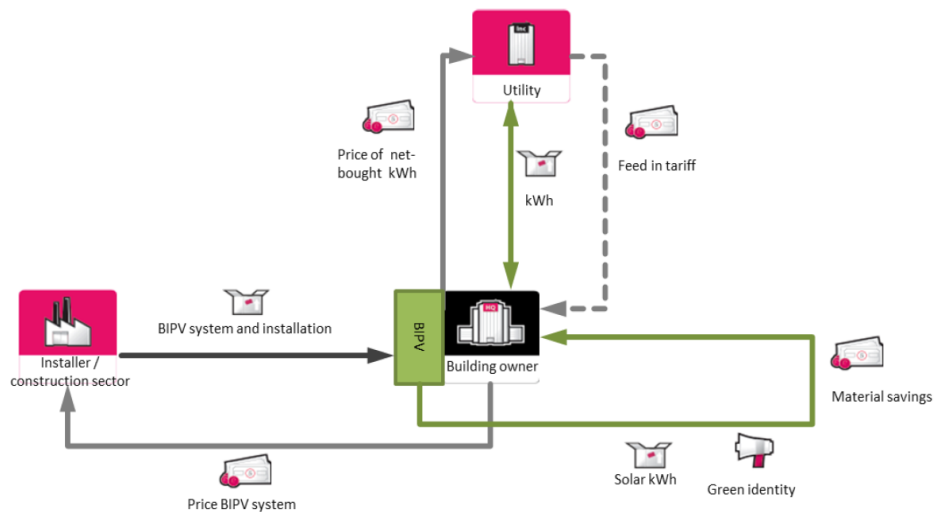 Utility
Price of net-
bought kWh
Feed in tariff
kWh
HQ
BIPV
BIPV system and installation
Installer /
construction sector
Building owner
Material savings
Solar kWh
Green identity
Price BIPV system